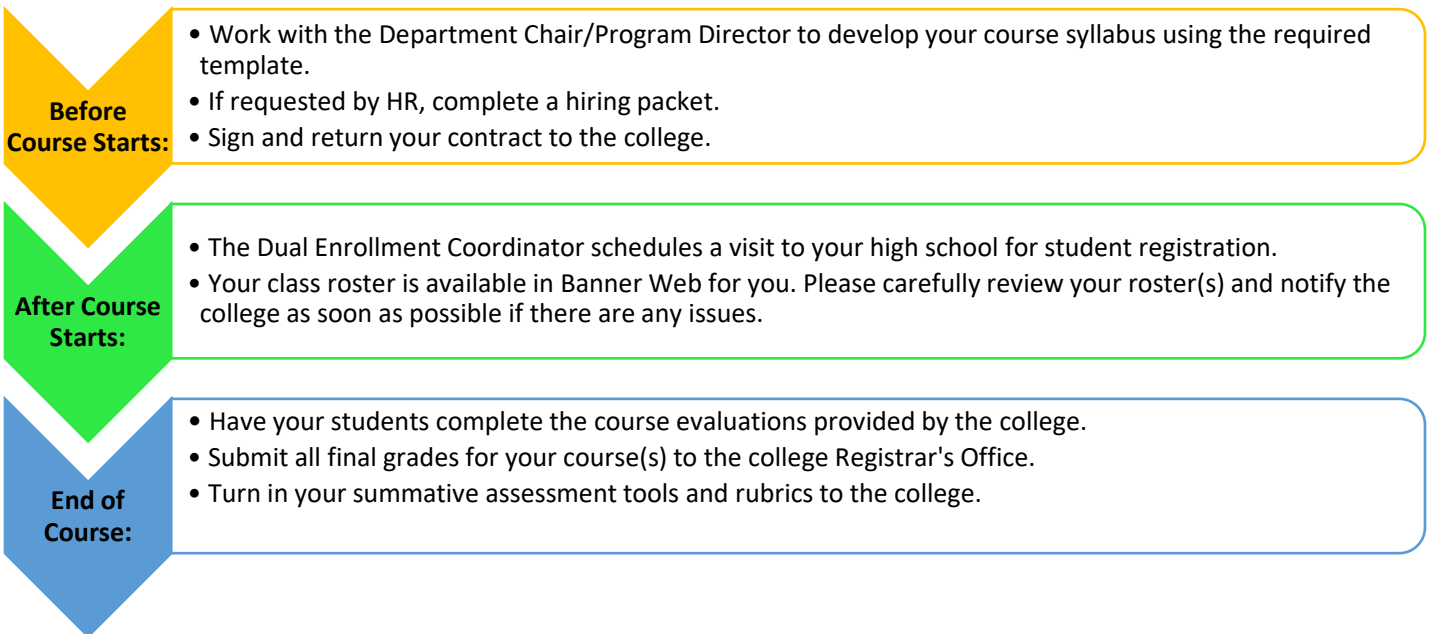 Before
Course Starts:
• Work with the Department Chair/Program Director to develop your course syllabus using the required
template.
• If requested by HR, complete a hiring packet.
• Sign and return your contract to the college.
After Course
Starts:
• The Dual Enrollment Coordinator schedules a visit to your high school for student registration.
• Your class roster is available in Banner Web for you. Please carefully review your roster(s) and notify the
college as soon as possible if there are any issues.
End of
Course:
• Have your students complete the course evaluations provided by the college.
• Submit all final grades for your course(s) to the college Registrar's Office.
• Turn in your summative assessment tools and rubrics to the college.